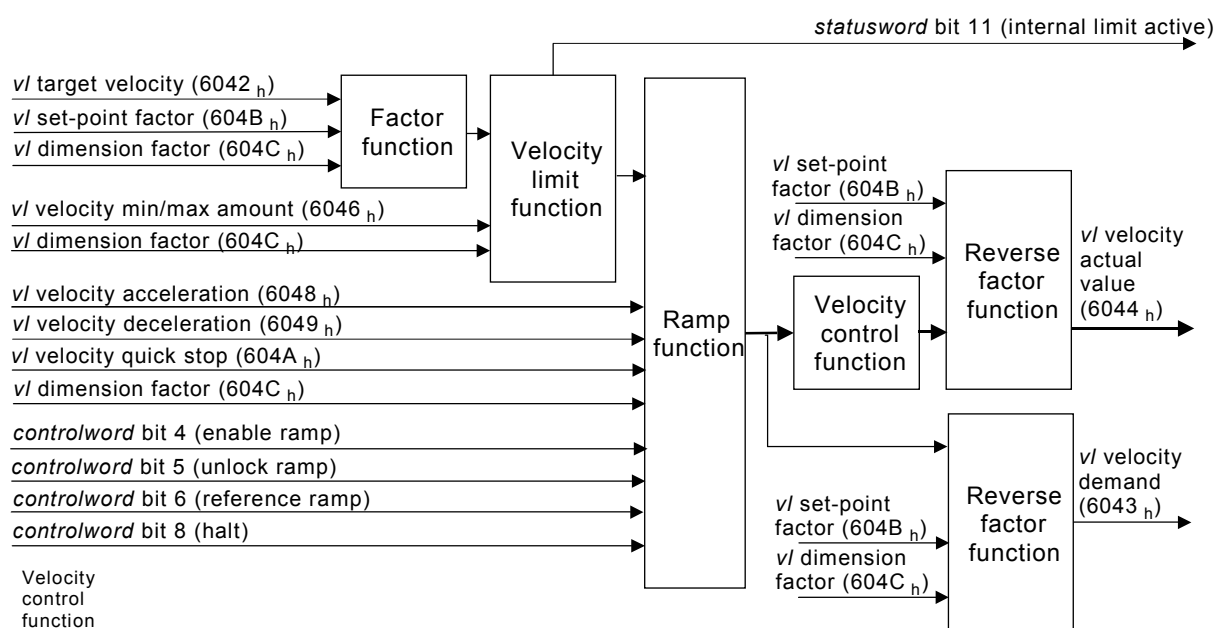 statusword bit 11 (internal limit active)
vl target velocity (6042 h)
vl set-point factor (604B h)
vl dimension factor (604C h)
Factor
function
Velocity
limit
function
vl velocity min/max amount (6046 h)
vl dimension factor (604C h)
vl velocity acceleration (6048 h)
vl velocity deceleration (6049 h)
vl velocity quick stop (604A h)
vl dimension factor (604C h)
controlword bit 4 (enable ramp)
controlword bit 5 (unlock ramp)
controlword bit 6 (reference ramp)
controlword bit 8 (halt)
Ramp
function
vl set-point
factor (604B h)
vl dimension
factor (604C h)
Velocity
control
function
Reverse
factor
function
vl velocity
actual
value
(6044 h)
vl set-point
factor (604B h)
vl dimension
factor (604C h)
Reverse
factor
function
vl velocity
demand
(6043 h)
Velocity
control
function